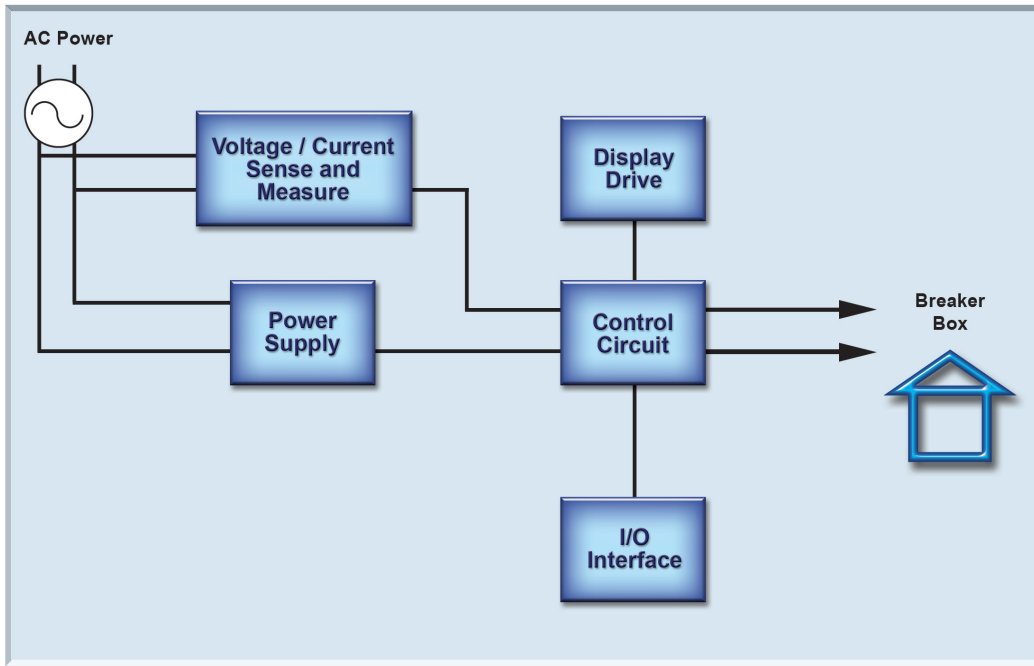 AC Power
Voltage / Current
Sense and
Measure
Display
Drive
Power
Supply
Control
Circuit
Breaker
Box
I/O
Interface